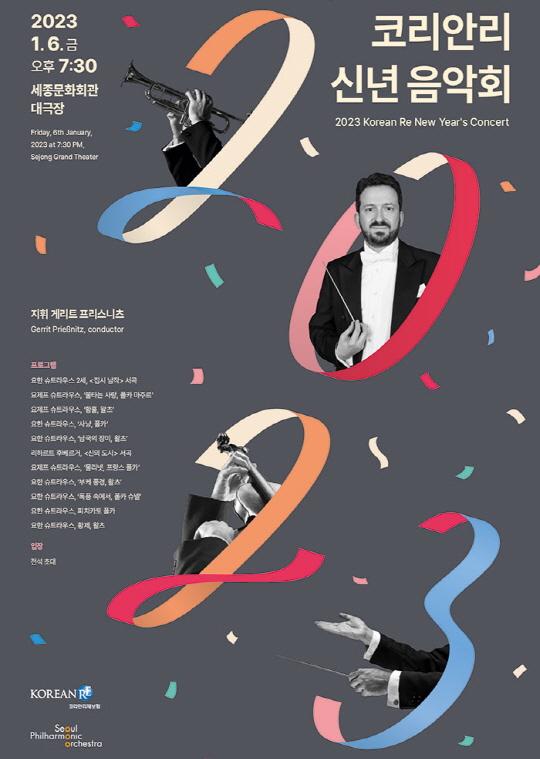 2023
1. 6. 금
오후 7:30
세종문화회관
대극장
Friday, 6th January,
2023 at 7:30 PM,
Sejong Grand Theater
코리안리
신년 음악회
2023 Korean Re New Year's Concert
지휘 게리트 프리스니츠
Gerrit Prießnitz, conductor
프로그램
요한 슈트라우스 2세, <집시 남작> 서곡
요제프 슈트라우스, '불타는 사랑, 폴카 마주르'
요제프 슈트라우스, '황홀, 왈츠'
요한 슈트라우스, '사냥, 폴카'
요한 슈트라우스, '남국의 장미, 왈츠'
리하르트 후베르거, <신의 도시> 서곡
요제프 슈트라우스, '물레넷, 프랑스 폴카'
요한 슈트라우스, '부케 풍경, 왈츠'
요한 슈트라우스, '폭풍 속에서, 폴카 슈넬'
요한 슈트라우스, 피치카토 폴카
요한 슈트라우스, 황제, 왈츠
입장
전석 초대
KOREAN RE
코리안리재보험
Seoul
Philharmonic
Orchestra